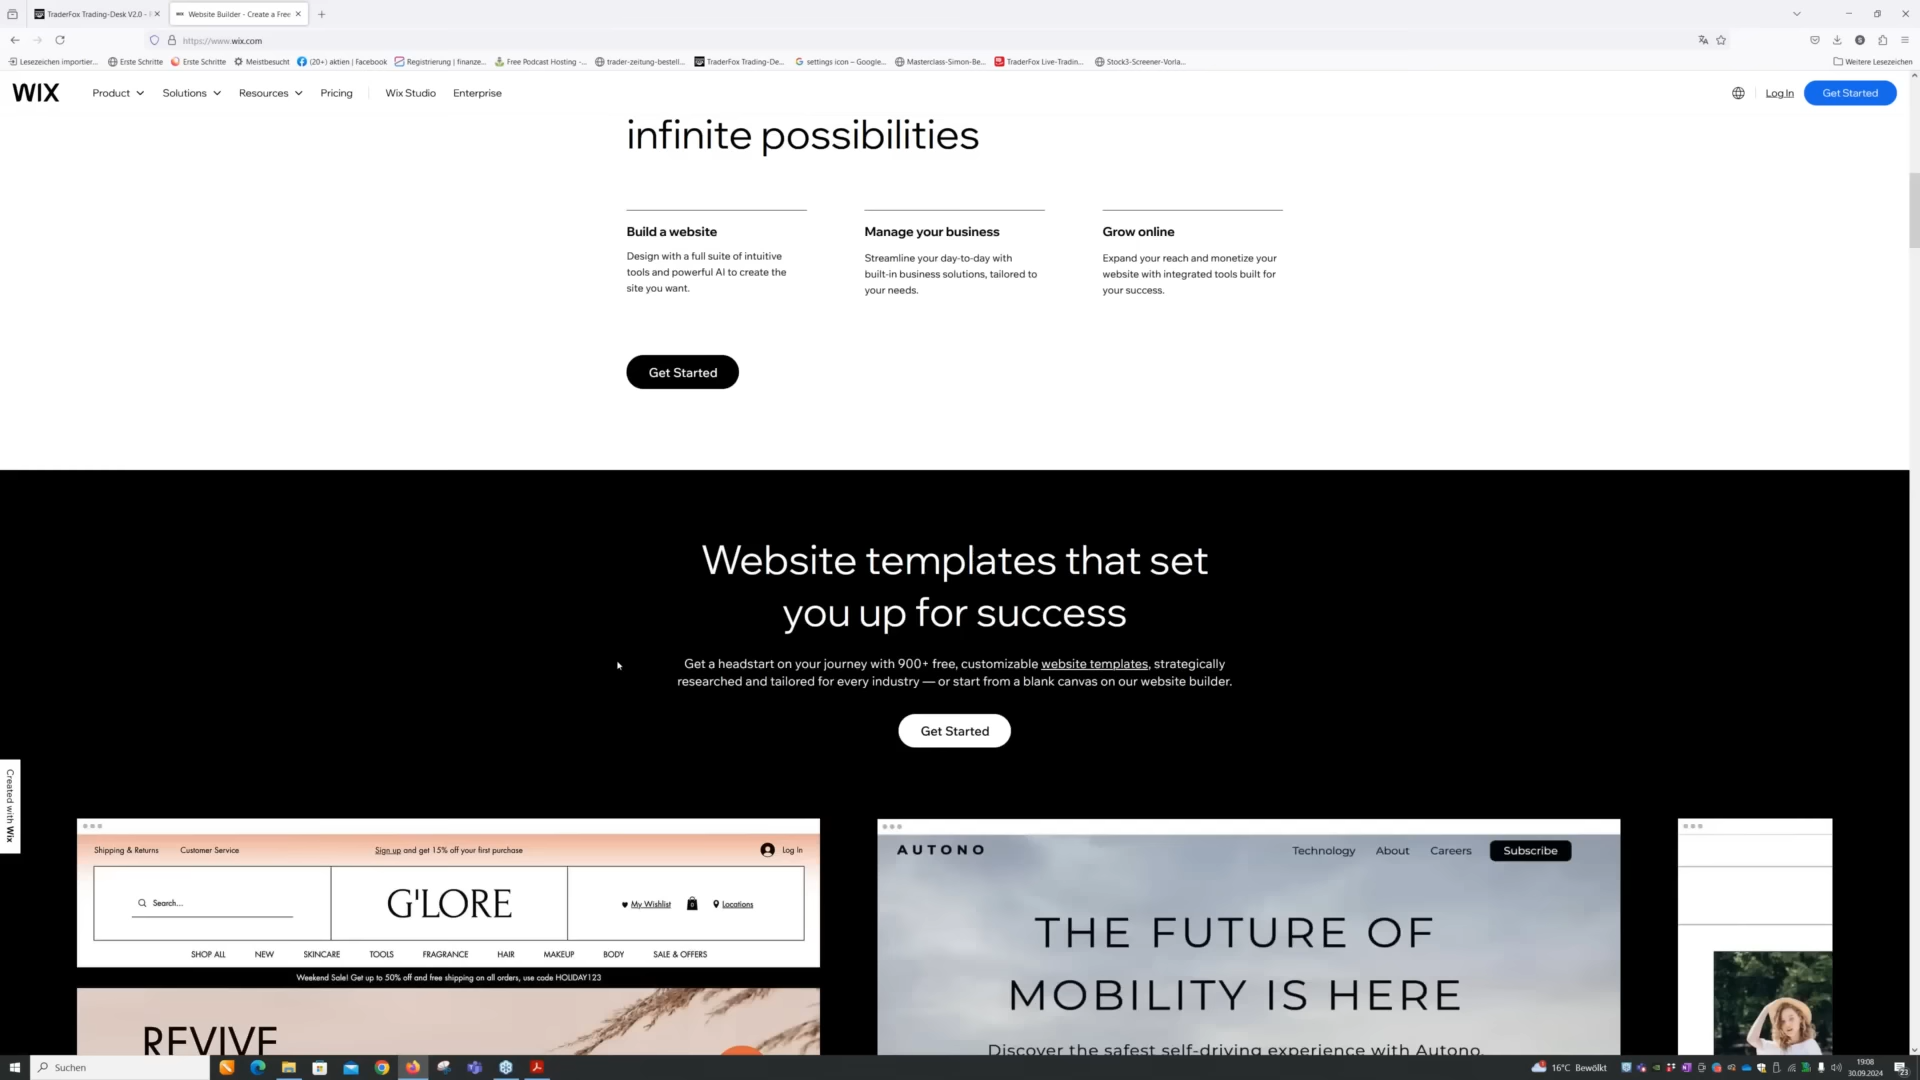 TraderFox Trading-Desk V2.0 -
Website Builder - Create a Free
https://www.wix.com
Lesezeichen importier...
Erste Schritte
Erste Schritte
Meistbesucht
(20+) aktien | Facebook
Registrierung | finanze...
Free Podcast Hosting -...
trader-zeitung-bestell...
TraderFox Trading-De...
settings icon – Google...
Masterclass-Simon-Be...
TraderFox Live-Tradin...
Stock3-Screener-Vorla...
Weitere Lesezeichen
WIX
Product
Solutions
Resources
Pricing
Wix Studio
Enterprise
Log In
Get Started
infinite possibilities
Build a website
Design with a full suite of intuitive
tools and powerful AI to create the
site you want.
Manage your business
Streamline your day-to-day with
built-in business solutions, tailored to
your needs.
Grow online
Expand your reach and monetize your
website with integrated tools built for
your success.
Get Started
Website templates that set
you up for success
Get a headstart on your journey with 900+ free, customizable website templates, strategically
researched and tailored for every industry — or start from a blank canvas on our website builder.
Get Started
Created with Wix
Shipping & Returns
Customer Service
Sign up and get 15% off your first purchase
Log In
Search...
G'LORE
My Wishlist
0
Locations
SHOP ALL
NEW
SKINCARE
TOOLS
FRAGRANCE
HAIR
MAKEUP
BODY
SALE & OFFERS
Weekend Sale! Get up to 50% off and free shipping on all orders, use code HOLIDAY123
REVIVE
AUTONO
Technology
About
Careers
Subscribe
THE FUTURE OF
MOBILITY IS HERE
Discover the safest self-driving experience with Autono.
Suchen
16°C Bewölkt
19:08
30.09.2024
23